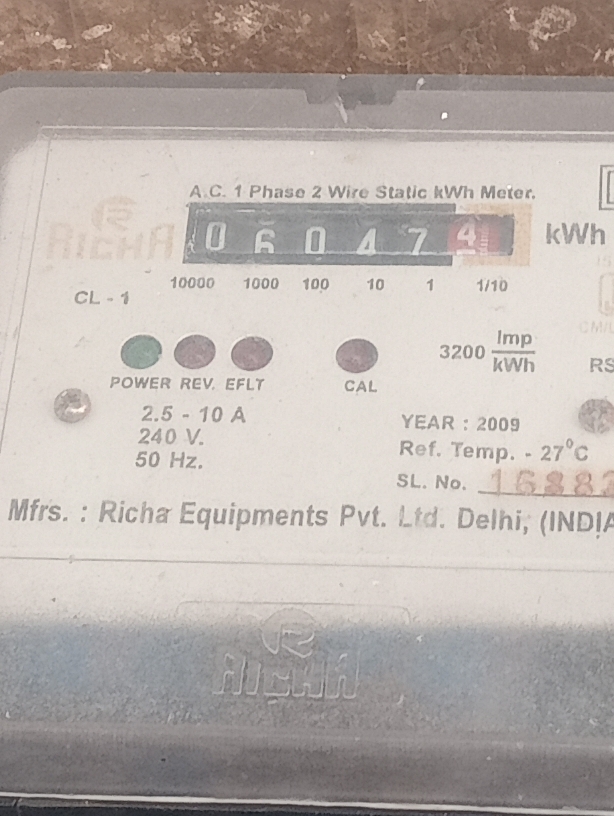 A.C. 1 Phase 2 Wire Static kWh Meter.
RICHA
0 6 0 4 7 4 kWh
10000 1000 100 10 1 1/10
CL - 1
3200 Imp/kWh
POWER REV. EFLT CAL
RS
2.5 - 10 A
240 V.
50 Hz.
YEAR : 2009
Ref. Temp. - 27°C
SL. No.
Mfrs. : Richa Equipments Pvt. Ltd. Delhi, (INDIA
RICHA